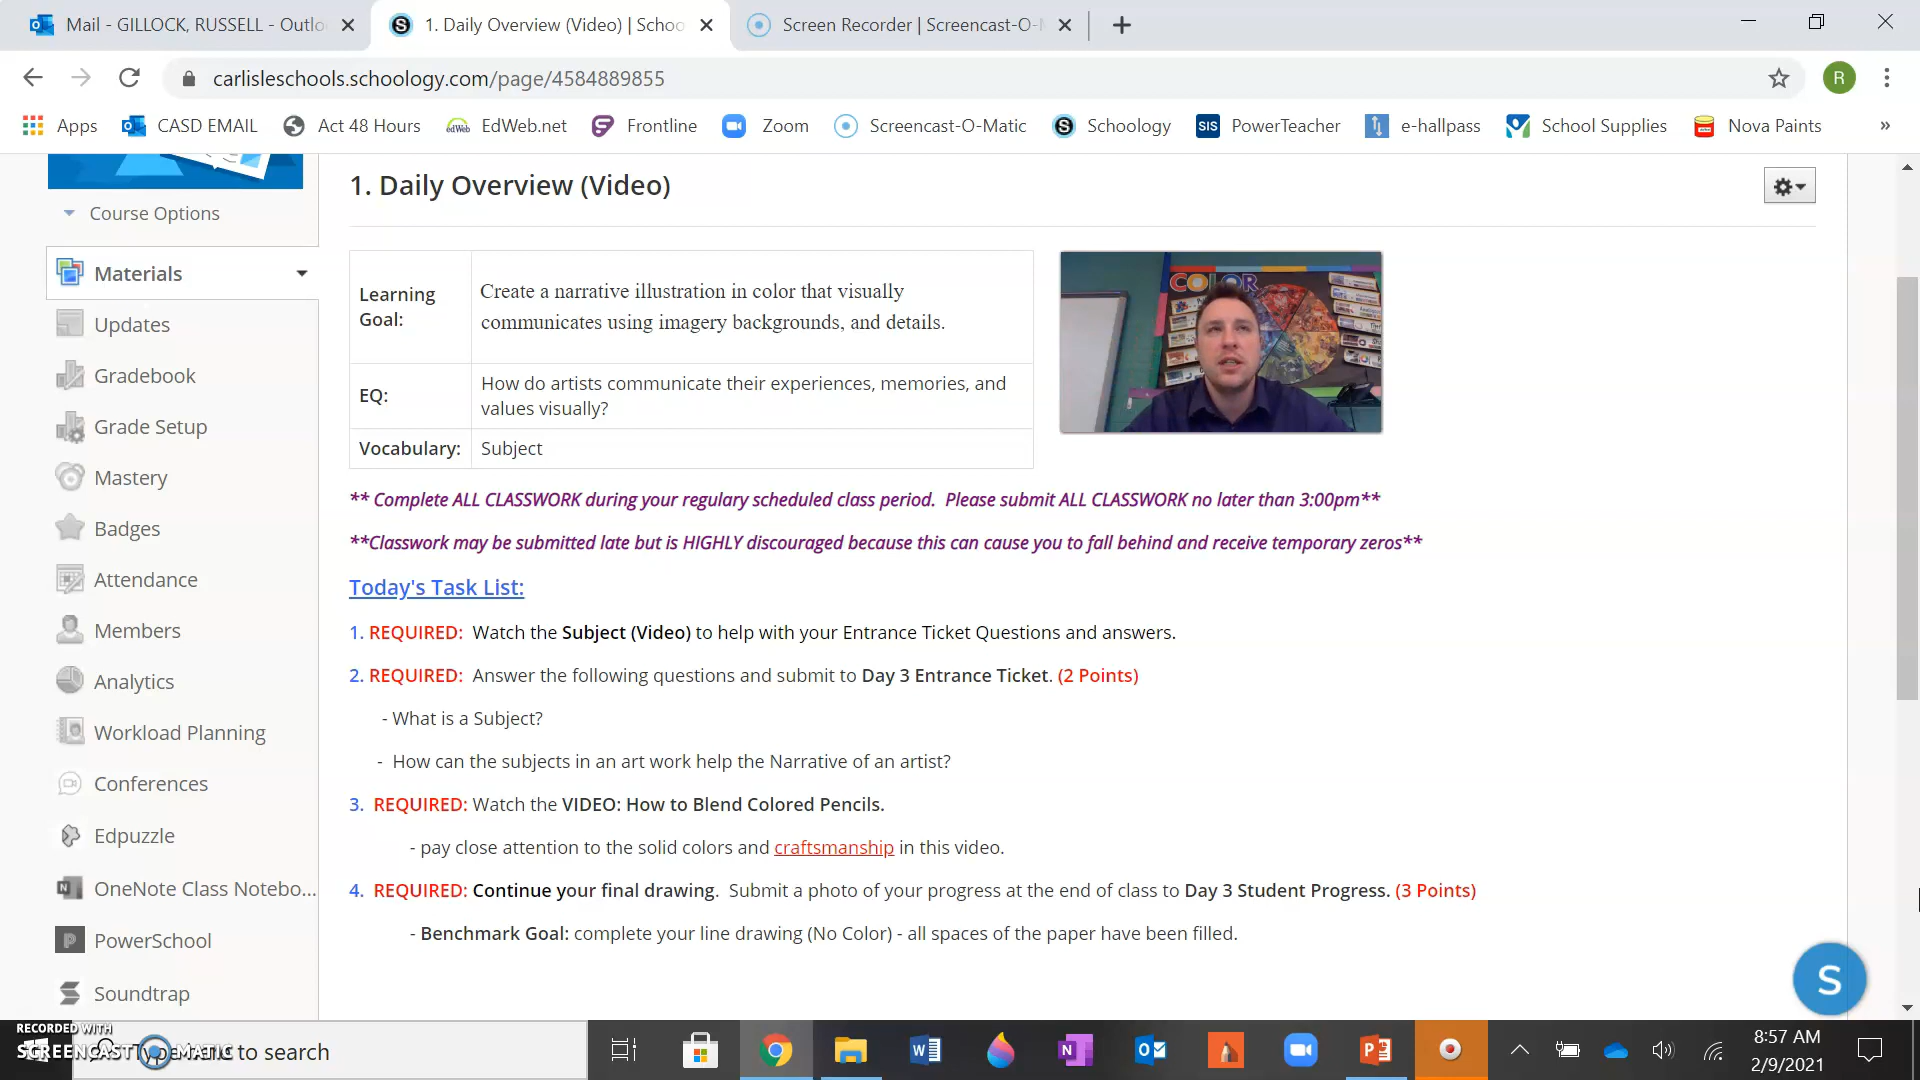 Mail - GILLOCK, RUSSELL - Outlo
1. Daily Overview (Video) | Schoo
Screen Recorder | Screencast-O-M
carlisleschools.schoology.com/page/4584889855
R
Apps
CASD EMAIL
Act 48 Hours
EdWeb.net
Frontline
Zoom
Screencast-O-Matic
Schoology
SIS PowerTeacher
e-hallpass
School Supplies
Nova Paints
»
Course Options
Materials
Updates
Gradebook
Grade Setup
Mastery
Badges
Attendance
Members
Analytics
Workload Planning
Conferences
Edpuzzle
OneNote Class Notebo...
PowerSchool
Soundtrap
1. Daily Overview (Video)
Learning Goal:
Create a narrative illustration in color that visually
communicates using imagery backgrounds, and details.
EQ:
How do artists communicate their experiences, memories, and
values visually?
Vocabulary:
Subject
COLOR
** Complete ALL CLASSWORK during your regulary scheduled class period.  Please submit ALL CLASSWORK no later than 3:00pm**
**Classwork may be submitted late but is HIGHLY discouraged because this can cause you to fall behind and receive temporary zeros**
Today's Task List:
1. REQUIRED:  Watch the Subject (Video) to help with your Entrance Ticket Questions and answers.
2. REQUIRED:  Answer the following questions and submit to Day 3 Entrance Ticket. (2 Points)
- What is a Subject?
-  How can the subjects in an art work help the Narrative of an artist?
3.  REQUIRED: Watch the VIDEO: How to Blend Colored Pencils.
- pay close attention to the solid colors and craftsmanship in this video.
4.  REQUIRED: Continue your final drawing.  Submit a photo of your progress at the end of class to Day 3 Student Progress. (3 Points)
- Benchmark Goal: complete your line drawing (No Color) - all spaces of the paper have been filled.
S
RECORDED WITH
SCREENCAST-O-MATIC
Type here to search
8:57 AM
2/9/2021